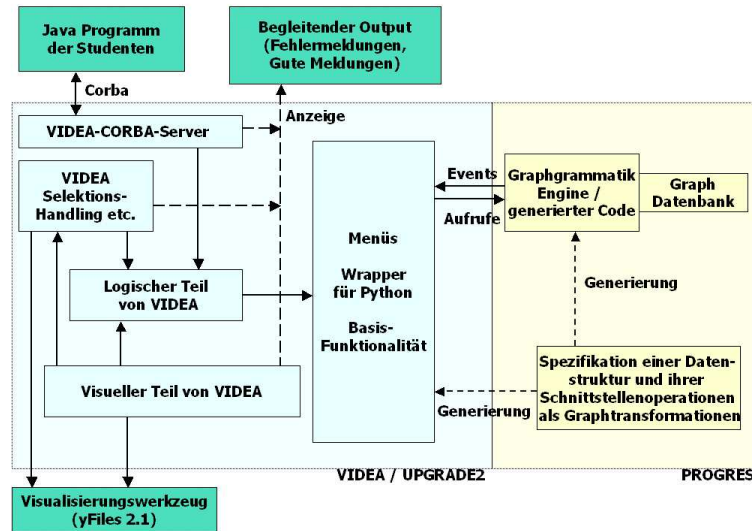 Java Programm
der Studenten
Begleitender Output
(Fehlermeldungen,
Gute Meldungen)
Corba
Anzeige
VIDEA-CORBA-Server
VIDEA
Selektions-
Handling etc.
Logischer Teil
von VIDEA
Visueller Teil von VIDEA
Menüs
Wrapper
für Python
Basis-
Funktionalität
Events
Aufrufe
Graphgrammatik
Engine /
generierter Code
Graph
Datenbank
Generierung
Spezifikation einer Daten-
struktur und ihrer
Schnittstellenoperationen
als Graphtransformationen
Generierung
VIDEA / UPGRADE2
PROGRES
Visualisierungswerkzeug
(yFiles 2.1)